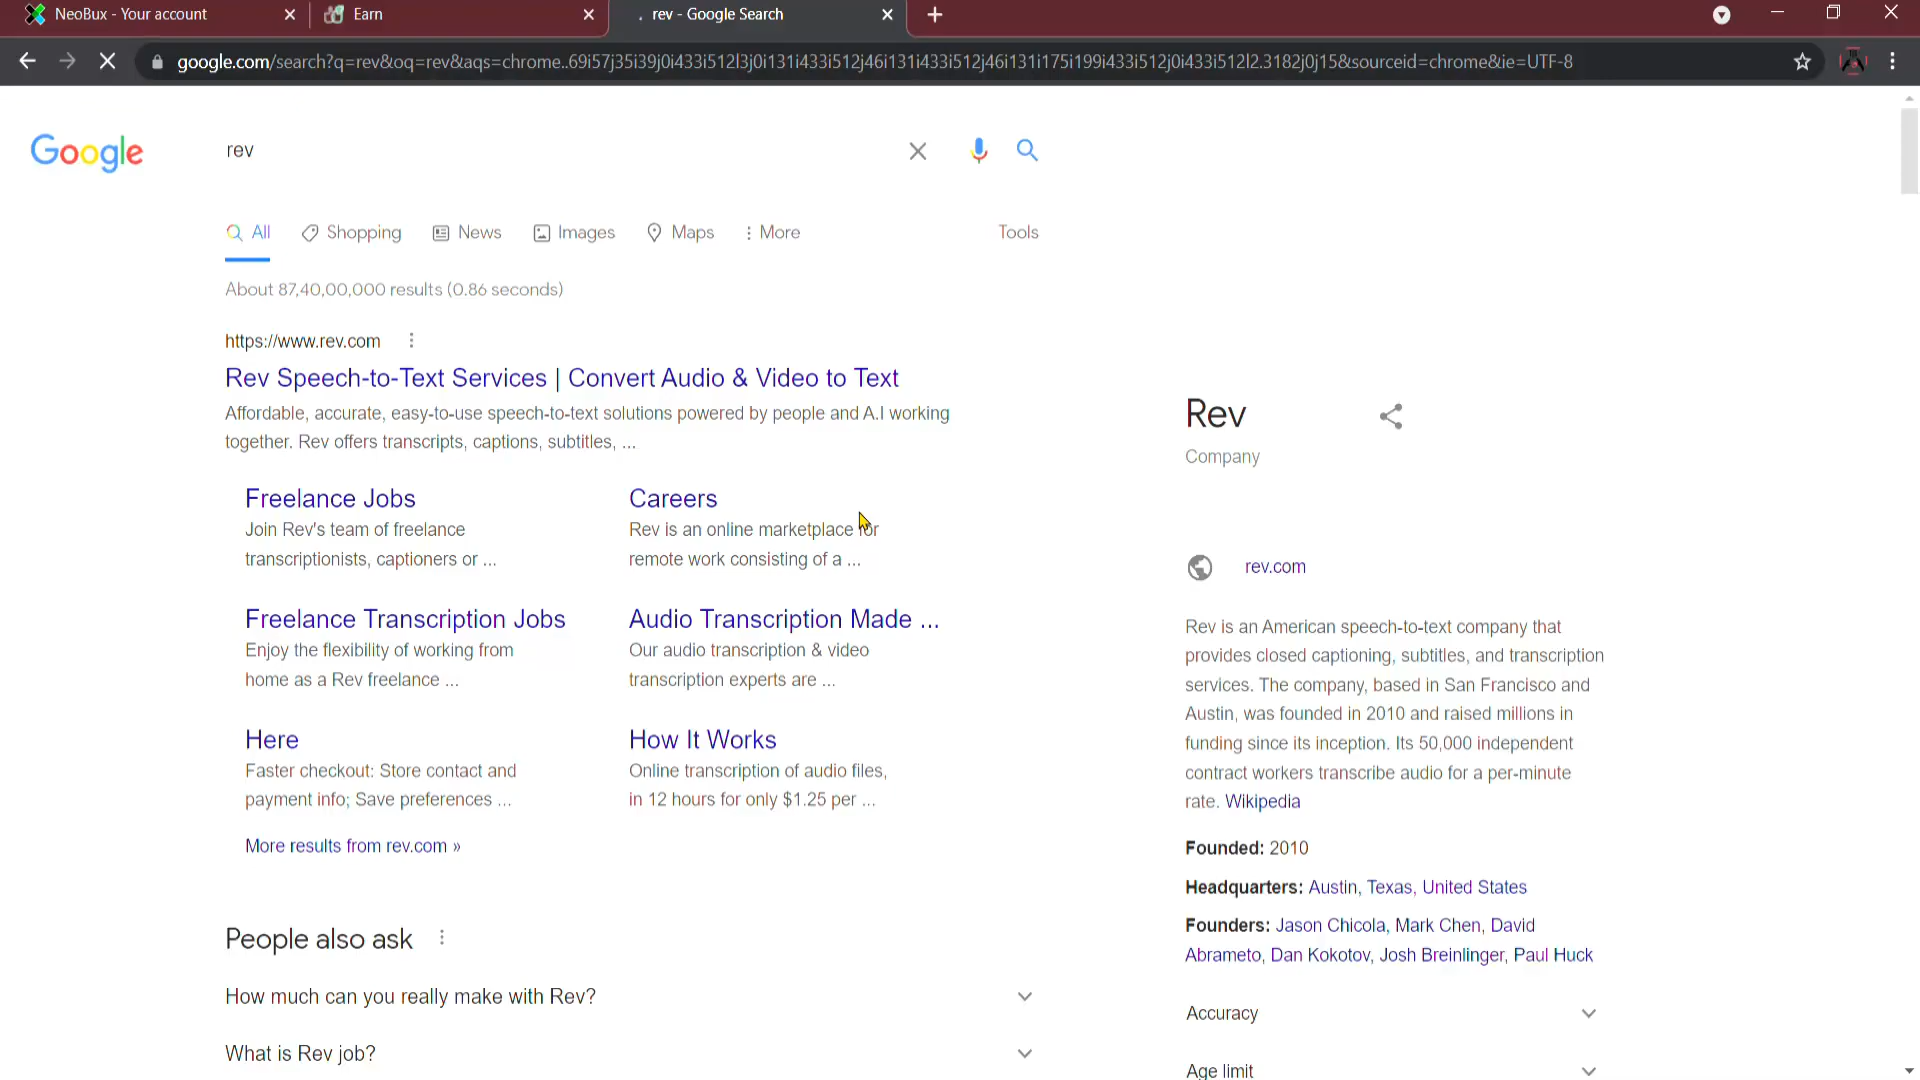 NeoBux - Your account
Earn
rev - Google Search
google.com/search?q=rev&oq=rev&aqs=chrome..69i57j35i39j0i433i512l3j0i131i433i512j46i131i433i512j46i131i175i199i433i512j0i433i512l2.3182j0j15&sourceid=chrome&ie=UTF-8
Google
rev
All
Shopping
News
Images
Maps
More
Tools
About 87,40,00,000 results (0.86 seconds)
https://www.rev.com
Rev Speech-to-Text Services | Convert Audio & Video to Text
Affordable, accurate, easy-to-use speech-to-text solutions powered by people and A.I working
together. Rev offers transcripts, captions, subtitles, ...
Freelance Jobs
Join Rev's team of freelance
transcriptionists, captioners or ...
Careers
Rev is an online marketplace for
remote work consisting of a ...
Freelance Transcription Jobs
Enjoy the flexibility of working from
home as a Rev freelance ...
Audio Transcription Made ...
Our audio transcription & video
transcription experts are ...
Here
Faster checkout: Store contact and
payment info; Save preferences ...
How It Works
Online transcription of audio files,
in 12 hours for only $1.25 per ...
More results from rev.com »
People also ask
How much can you really make with Rev?
What is Rev job?
Rev
Company
rev.com
Rev is an American speech-to-text company that
provides closed captioning, subtitles, and transcription
services. The company, based in San Francisco and
Austin, was founded in 2010 and raised millions in
funding since its inception. Its 50,000 independent
contract workers transcribe audio for a per-minute
rate. Wikipedia
Founded: 2010
Headquarters: Austin, Texas, United States
Founders: Jason Chicola, Mark Chen, David
Abrameto, Dan Kokotov, Josh Breinlinger, Paul Huck
Accuracy
Age limit